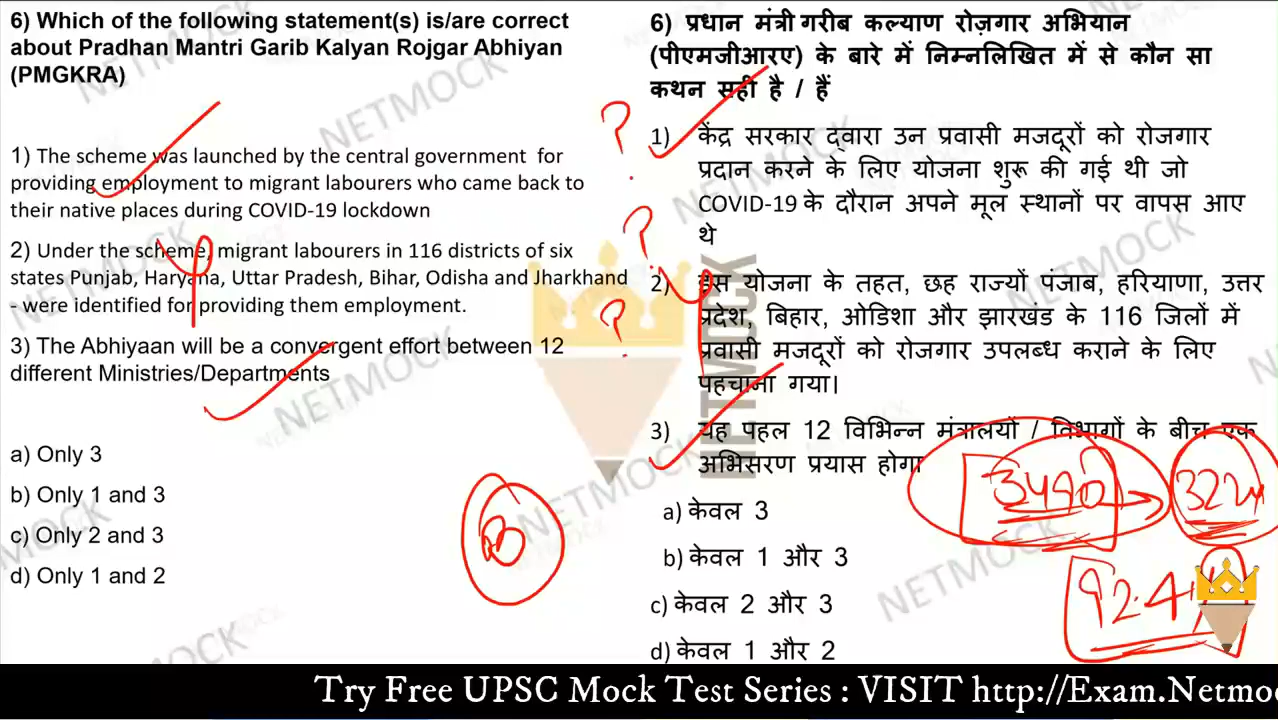 6) Which of the following statement(s) is/are correct
about Pradhan Mantri Garib Kalyan Rojgar Abhiyan
(PMGKRA)
1) The scheme was launched by the central government for
providing employment to migrant labourers who came back to
their native places during COVID-19 lockdown
2) Under the scheme, migrant labourers in 116 districts of six
states Punjab, Haryana, Uttar Pradesh, Bihar, Odisha and Jharkhand
- were identified for providing them employment.
3) The Abhiyaan will be a convergent effort between 12
different Ministries/Departments
a) Only 3
b) Only 1 and 3
c) Only 2 and 3
d) Only 1 and 2
6) प्रधान मंत्री गरीब कल्याण रोज़गार अभियान
(पीएमजीआरए) के बारे में निम्नलिखित में से कौन सा
कथन सही है / हैं
1) केंद्र सरकार द्वारा उन प्रवासी मजदूरों को रोजगार
प्रदान करने के लिए योजना शुरू की गई थी जो
COVID-19 के दौरान अपने मूल स्थानों पर वापस आए
थे
2) इस योजना के तहत, छह राज्यों पंजाब, हरियाणा, उत्तर
प्रदेश, बिहार, ओडिशा और झारखंड के 116 जिलों में
प्रवासी मजदूरों को रोजगार उपलब्ध कराने के लिए
पहचाना गया।
3) यह पहल 12 विभिन्न मंत्रालयों / विभागों के बीच एक
अभिसरण प्रयास होगा
a) केवल 3
b) केवल 1 और 3
c) केवल 2 और 3
d) केवल 1 और 2
NETMOCK
Try Free UPSC Mock Test Series : VISIT http://Exam.Netmo